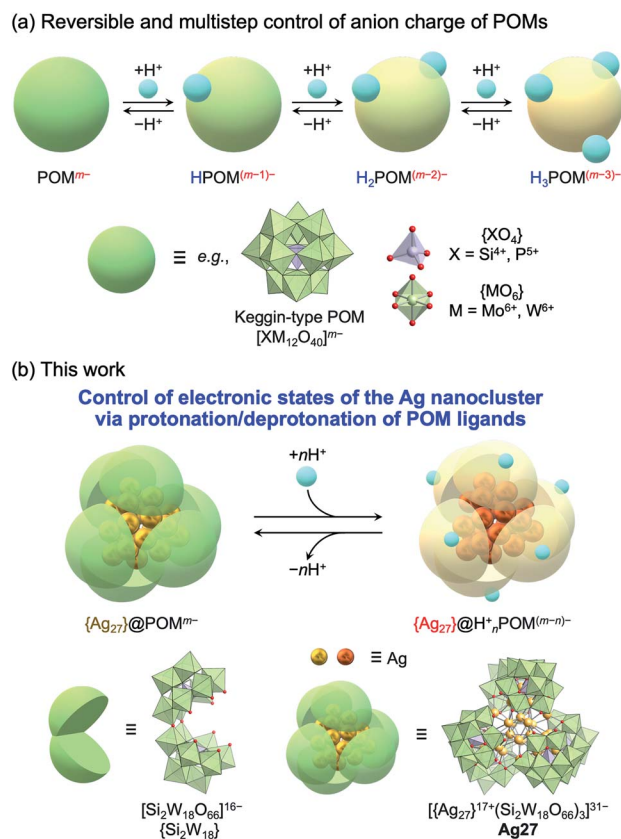 (a) Reversible and multistep control of anion charge of POMs
+H⁺ +H⁺ +H⁺
−H⁺ −H⁺ −H⁺
POMᵐ⁻ HPOM⁽ᵐ⁻¹⁾⁻ H₂POM⁽ᵐ⁻²⁾⁻ H₃POM⁽ᵐ⁻³⁾⁻
≡ e.g.,
{XO₄}
X = Si⁴⁺, P⁵⁺
{MO₆}
M = Mo⁶⁺, W⁶⁺
Keggin-type POM
[XM₁₂O₄₀]ᵐ⁻
(b) This work
Control of electronic states of the Ag nanocluster
via protonation/deprotonation of POM ligands
+nH⁺
−nH⁺
{Ag₂₇}@POMᵐ⁻ {Ag₂₇}@H⁺ₙPOM⁽ᵐ⁻ⁿ⁾⁻
≡ Ag
≡ ≡
[Si₂W₁₈O₆₆]¹⁶⁻
{Si₂W₁₈}
[{Ag₂₇}¹⁷⁺(Si₂W₁₈O₆₆)₃]³¹⁻
Ag27